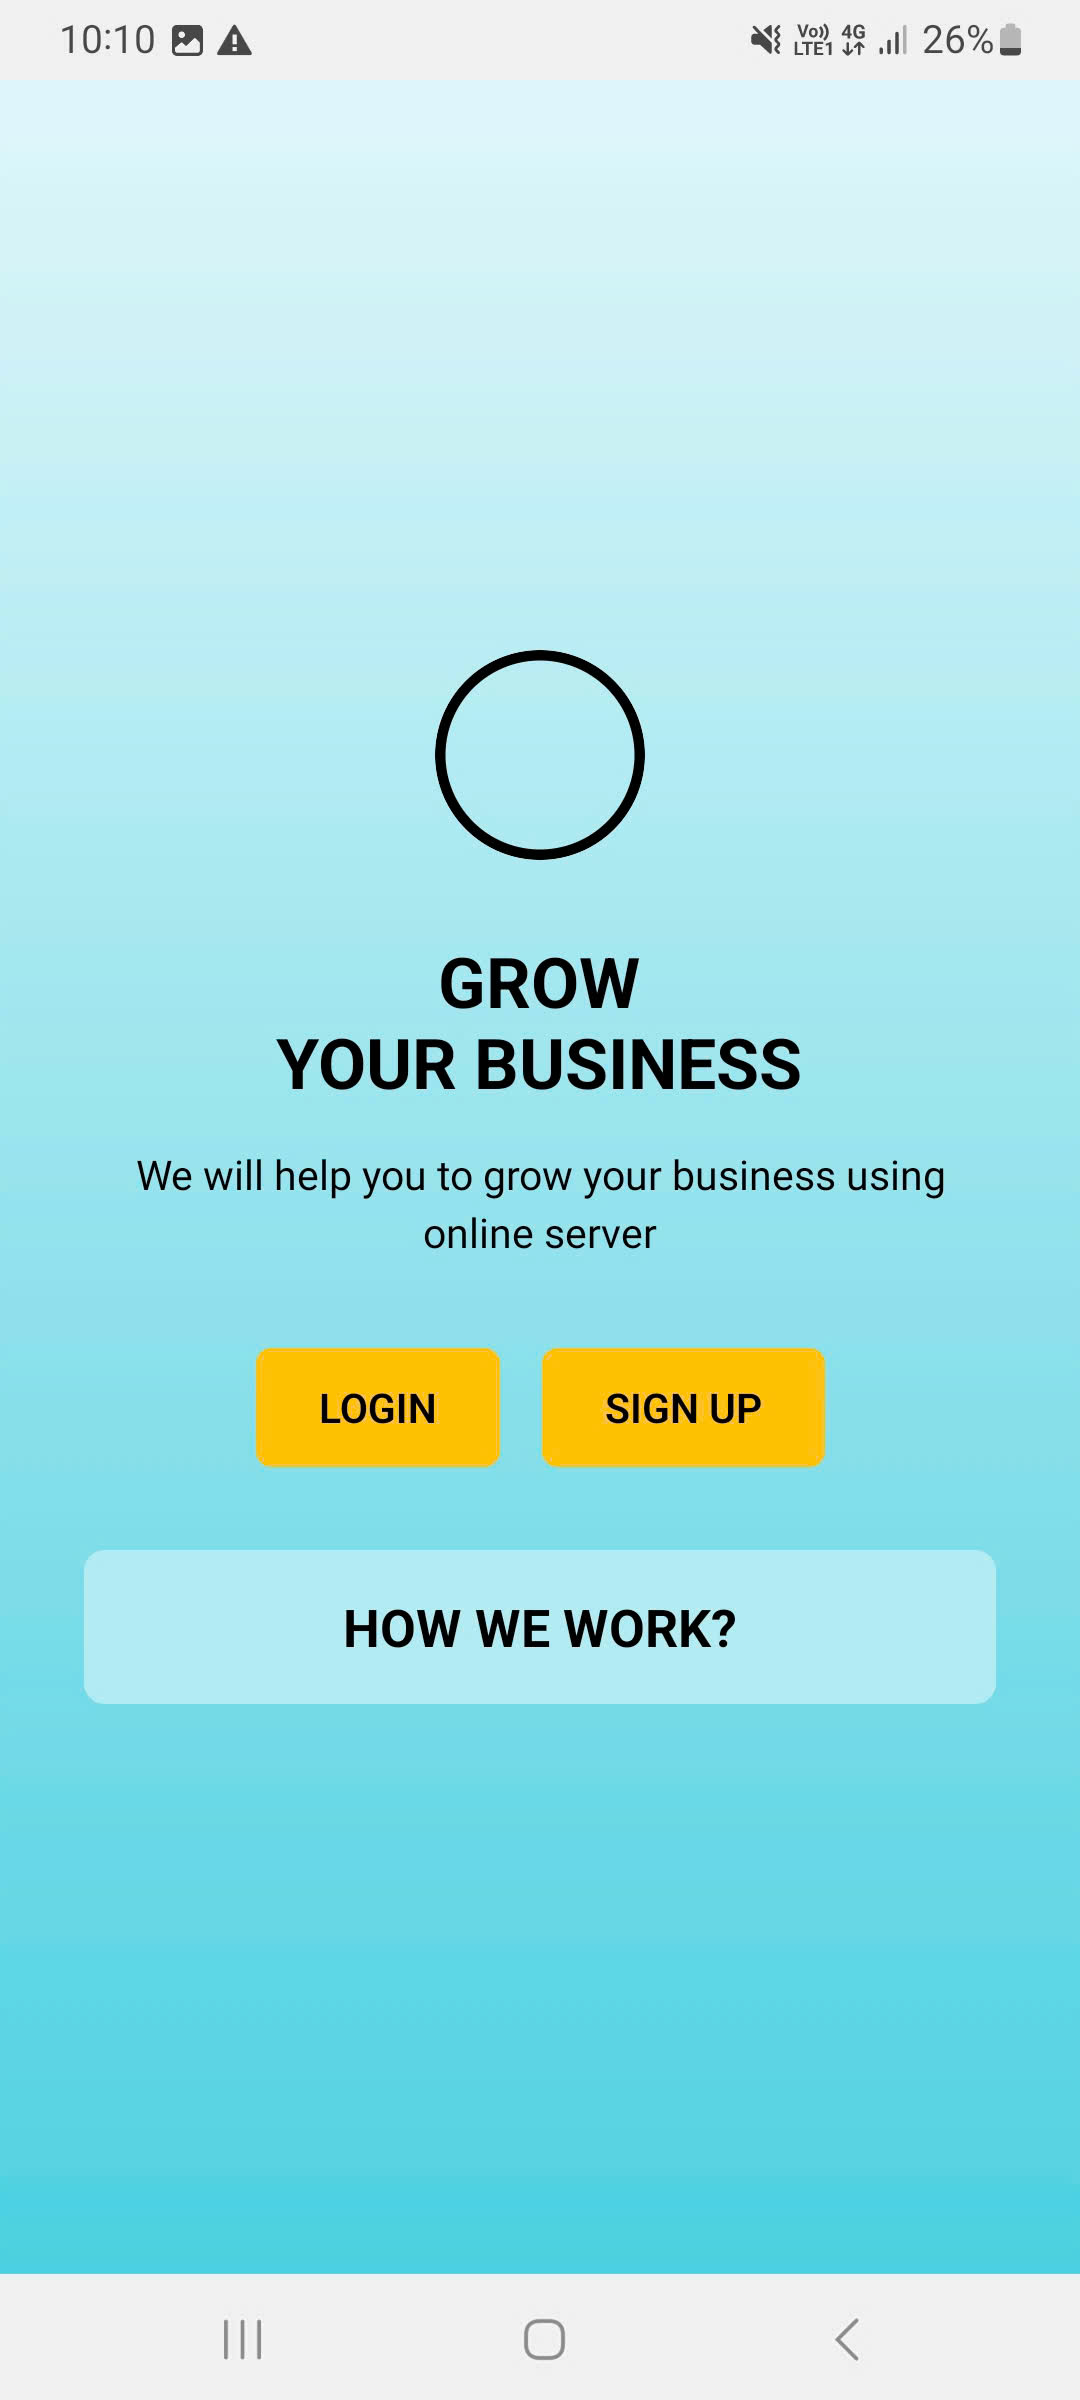 10:10
Vo)) 4G 26%
LTE1
GROW
YOUR BUSINESS
We will help you to grow your business using
online server
LOGIN SIGN UP
HOW WE WORK?